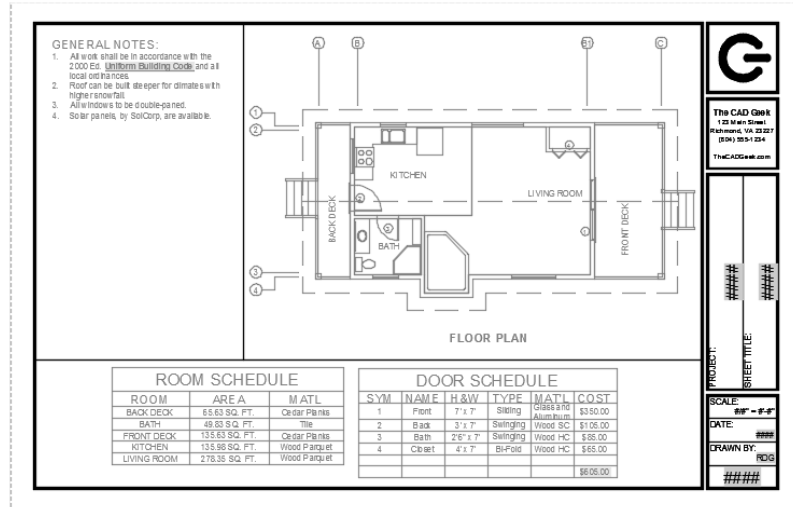 GENERAL NOTES:
1. All work shall be in accordance with the
2000 Ed. Uniform Building Code and all
local ordinances.
2. Roof can be built steeper for climates with
higher snowfall.
3. All windows to be double-paned.
4. Solar panels, by SolCorp, are available.
A B B1 C
1
2
3
4
KITCHEN
LIVING ROOM
BACK DECK
BATH
FRONT DECK
4
2
3
1
FLOOR PLAN
ROOM SCHEDULE
ROOM AREA MATL
BACK DECK 65.63 SQ. FT. Cedar Planks
BATH 49.83 SQ. FT. Tile
FRONT DECK 135.63 SQ. FT. Cedar Planks
KITCHEN 135.98 SQ. FT. Wood Parquet
LIVING ROOM 278.35 SQ. FT. Wood Parquet
DOOR SCHEDULE
SYM NAME H &W TYPE MAT'L COST
1 Front 7' x 7' Sliding Glass and Aluminum $350.00
2 Back 3' x 7' Swinging Wood SC $105.00
3 Bath 2'6" x 7' Swinging Wood HC $85.00
4 Closet 4' x 7' Bi-Fold Wood HC $65.00
$605.00
The CAD Geek
123 Main Street
Richmond, VA 23227
(804) 555-1234
TheCADGeek.com
PROJECT:
####
SHEET TITLE:
####
SCALE:
##" = #'-#"
DATE:
####
DRAWN BY:
RDG
####